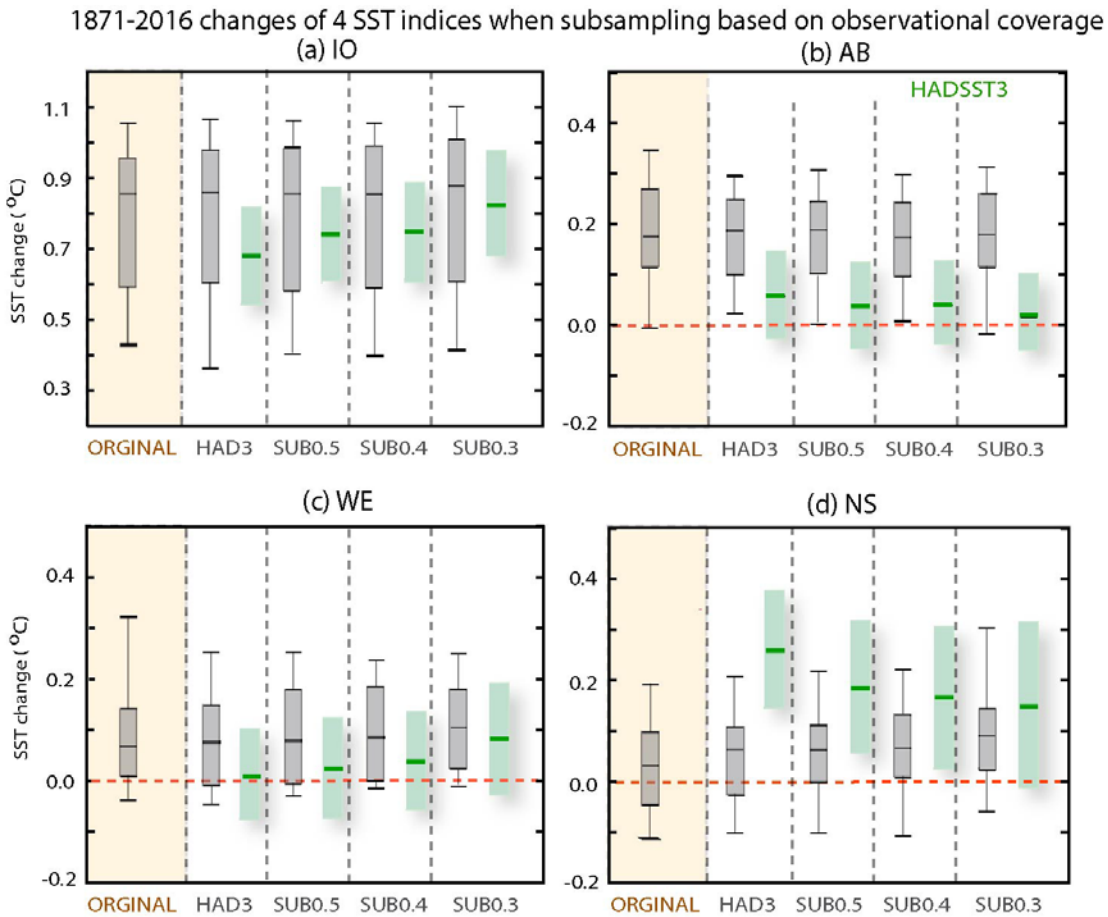 1871-2016 changes of 4 SST indices when subsampling based on observational coverage
(a) IO
SST change (°C)
1.1
0.9
0.7
0.5
0.3
ORGINAL HAD3 SUB0.5 SUB0.4 SUB0.3
(b) AB
HADSST3
0.4
0.2
0.0
-0.2
ORGINAL HAD3 SUB0.5 SUB0.4 SUB0.3
(c) WE
SST change (°C)
0.4
0.2
0.0
-0.2
ORGINAL HAD3 SUB0.5 SUB0.4 SUB0.3
(d) NS
0.4
0.2
0.0
-0.2
ORGINAL HAD3 SUB0.5 SUB0.4 SUB0.3